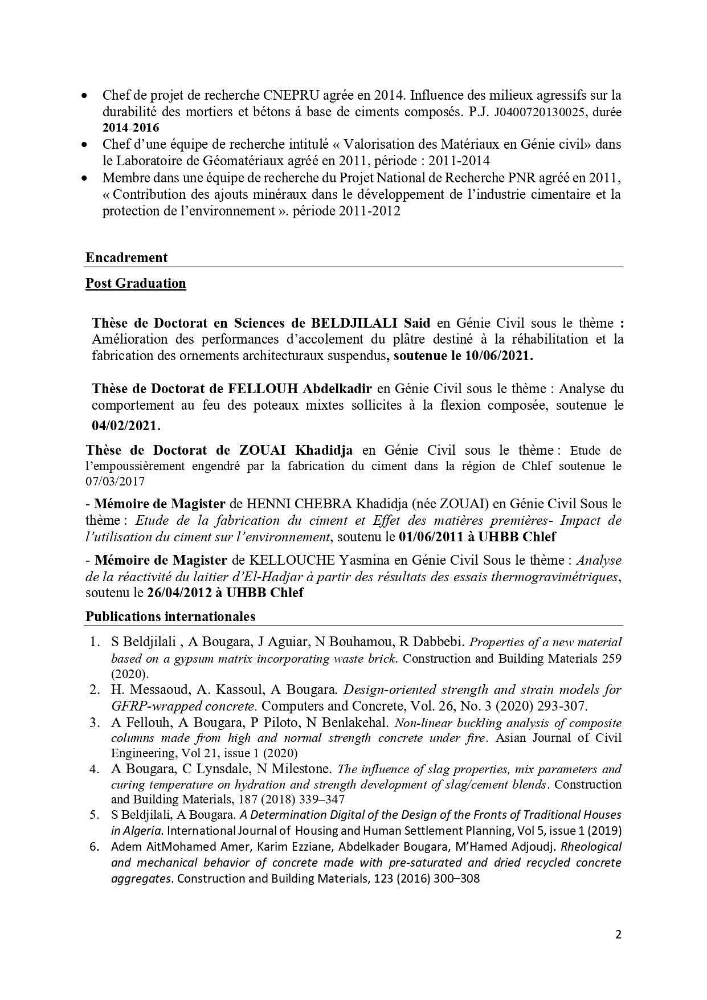 • Chef de projet de recherche CNEPRU agrée en 2014. Influence des milieux agressifs sur la
durabilité des mortiers et bétons á base de ciments composés. P.J. J0400720130025, durée
2014-2016
• Chef d’une équipe de recherche intitulé « Valorisation des Matériaux en Génie civil» dans
le Laboratoire de Géomatériaux agréé en 2011, période : 2011-2014
• Membre dans une équipe de recherche du Projet National de Recherche PNR agréé en 2011,
« Contribution des ajouts minéraux dans le développement de l’industrie cimentaire et la
protection de l’environnement ». période 2011-2012
Encadrement
Post Graduation
Thèse de Doctorat en Sciences de BELDJILALI Said en Génie Civil sous le thème :
Amélioration des performances d’accolement du plâtre destiné à la réhabilitation et la
fabrication des ornements architecturaux suspendus, soutenue le 10/06/2021.
Thèse de Doctorat de FELLOUH Abdelkadir en Génie Civil sous le thème : Analyse du
comportement au feu des poteaux mixtes sollicites à la flexion composée, soutenue le
04/02/2021.
Thèse de Doctorat de ZOUAI Khadidja en Génie Civil sous le thème : Etude de
l’empoussièrement engendré par la fabrication du ciment dans la région de Chlef soutenue le
07/03/2017
- Mémoire de Magister de HENNI CHEBRA Khadidja (née ZOUAI) en Génie Civil Sous le
thème : Etude de la fabrication du ciment et Effet des matières premières- Impact de
l’utilisation du ciment sur l’environnement, soutenu le 01/06/2011 à UHBB Chlef
- Mémoire de Magister de KELLOUCHE Yasmina en Génie Civil Sous le thème : Analyse
de la réactivité du laitier d’El-Hadjar à partir des résultats des essais thermogravimétriques,
soutenu le 26/04/2012 à UHBB Chlef
Publications internationales
1. S Beldjilali , A Bougara, J Aguiar, N Bouhamou, R Dabbebi. Properties of a new material
based on a gypsum matrix incorporating waste brick. Construction and Building Materials 259
(2020).
2. H. Messaoud, A. Kassoul, A Bougara. Design-oriented strength and strain models for
GFRP-wrapped concrete. Computers and Concrete, Vol. 26, No. 3 (2020) 293-307.
3. A Fellouh, A Bougara, P Piloto, N Benlakehal. Non-linear buckling analysis of composite
columns made from high and normal strength concrete under fire. Asian Journal of Civil
Engineering, Vol 21, issue 1 (2020)
4. A Bougara, C Lynsdale, N Milestone. The influence of slag properties, mix parameters and
curing temperature on hydration and strength development of slag/cement blends. Construction
and Building Materials, 187 (2018) 339–347
5. S Beldjilali, A Bougara. A Determination Digital of the Design of the Fronts of Traditional Houses
in Algeria. International Journal of Housing and Human Settlement Planning, Vol 5, issue 1 (2019)
6. Adem AitMohamed Amer, Karim Ezziane, Abdelkader Bougara, M’Hamed Adjoudj. Rheological
and mechanical behavior of concrete made with pre-saturated and dried recycled concrete
aggregates. Construction and Building Materials, 123 (2016) 300–308
2